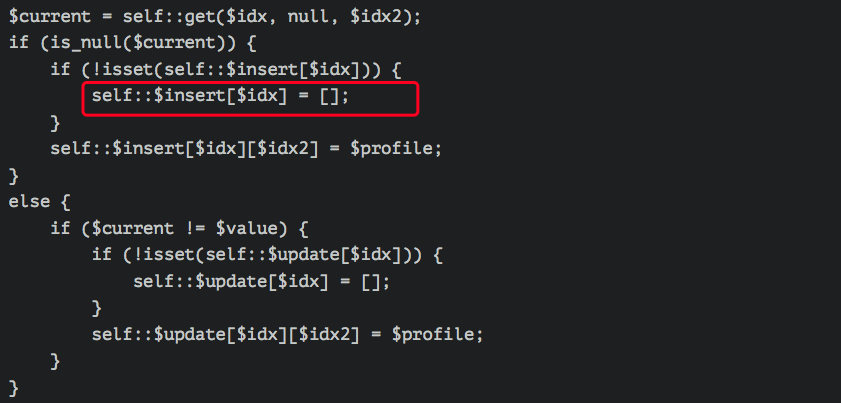 $current = self::get($idx, null, $idx2);
if (is_null($current)) {
    if (!isset(self::$insert[$idx])) {
        self::$insert[$idx] = [];
    }
    self::$insert[$idx][$idx2] = $profile;
}
else {
    if ($current != $value) {
        if (!isset(self::$update[$idx])) {
            self::$update[$idx] = [];
        }
        self::$update[$idx][$idx2] = $profile;
    }
}